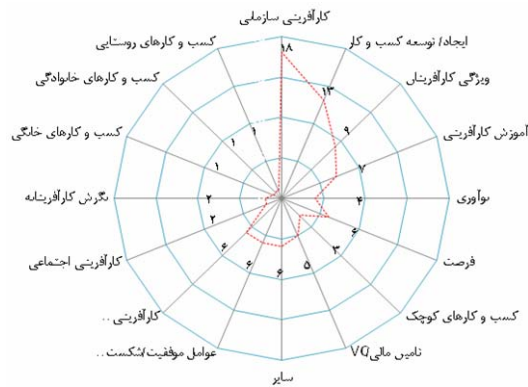 کارآفرینی سازمانی
۱۸
ایجاد/ توسعه کسب و کار
۱۳
ویژگی کارآفرینان
۹
آموزش کارآفرینی
۷
نوآوری
۴
فرصت
۶
کسب و کارهای کوچک
۳
تامین مالی/VC
۵
سایر
۶
عوامل موفقیت/شکست ..
۶
کارآفرینی ..
۶
کارآفرینی اجتماعی
۲
نگرش کارآفرینانه
۲
کسب و کارهای خانگی
۱
کسب و کارهای خانوادگی
۱
کسب و کارهای روستایی
۱